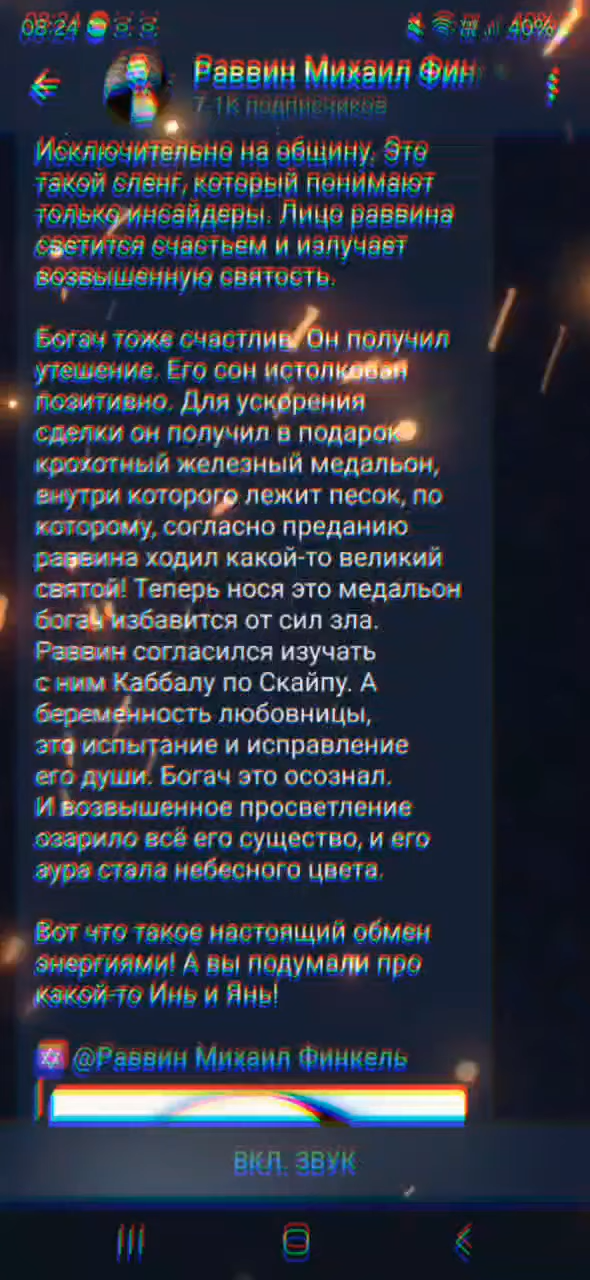 08:24 40%
Раввин Михаил Фин
7.1K подписчиков
Исключительно на общину. Это
такой сленг, который понимают
только инсайдеры. Лицо раввина
светится счастьем и излучает
возвышенную святость.
Богач тоже счастлив. Он получил
утешение. Его сон истолкован
позитивно. Для ускорения
сделки он получил в подарок
крохотный железный медальон,
внутри которого лежит песок, по
которому, согласно преданию
раввина ходил какой-то великий
святой! Теперь нося это медальон
богач избавится от сил зла.
Раввин согласился изучать
с ним Каббалу по Скайпу. А
беременность любовницы,
это испытание и исправление
его души. Богач это осознал.
И возвышенное просветление
озарило всё его существо, и его
аура стала небесного цвета.
Вот что такое настоящий обмен
энергиями! А вы подумали про
какой-то Инь и Янь!
@Раввин Михаил Финкель
ВКЛ. ЗВУК